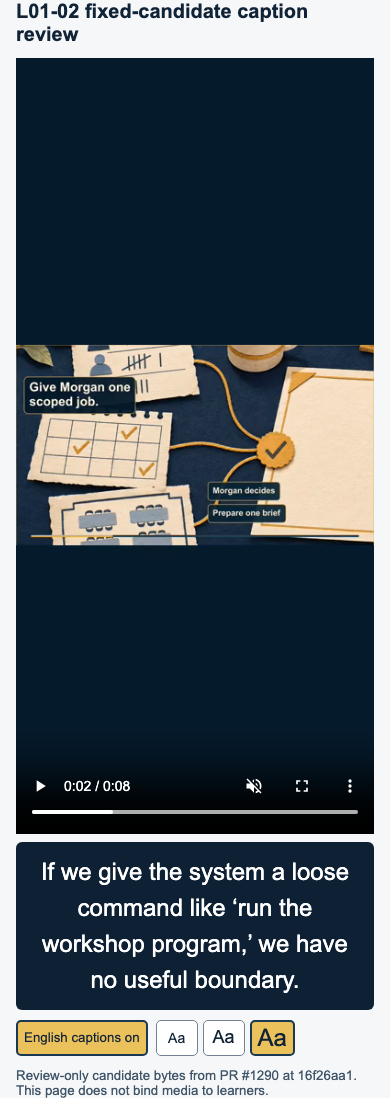 L01-02 fixed-candidate caption
review
Give Morgan one
scoped job.
Morgan decides
Prepare one brief
0:02 / 0:08
If we give the system a loose
command like ‘run the
workshop program,’ we have
no useful boundary.
English captions on
Aa
Aa
Aa
Review-only candidate bytes from PR #1290 at 16f26aa1.
This page does not bind media to learners.